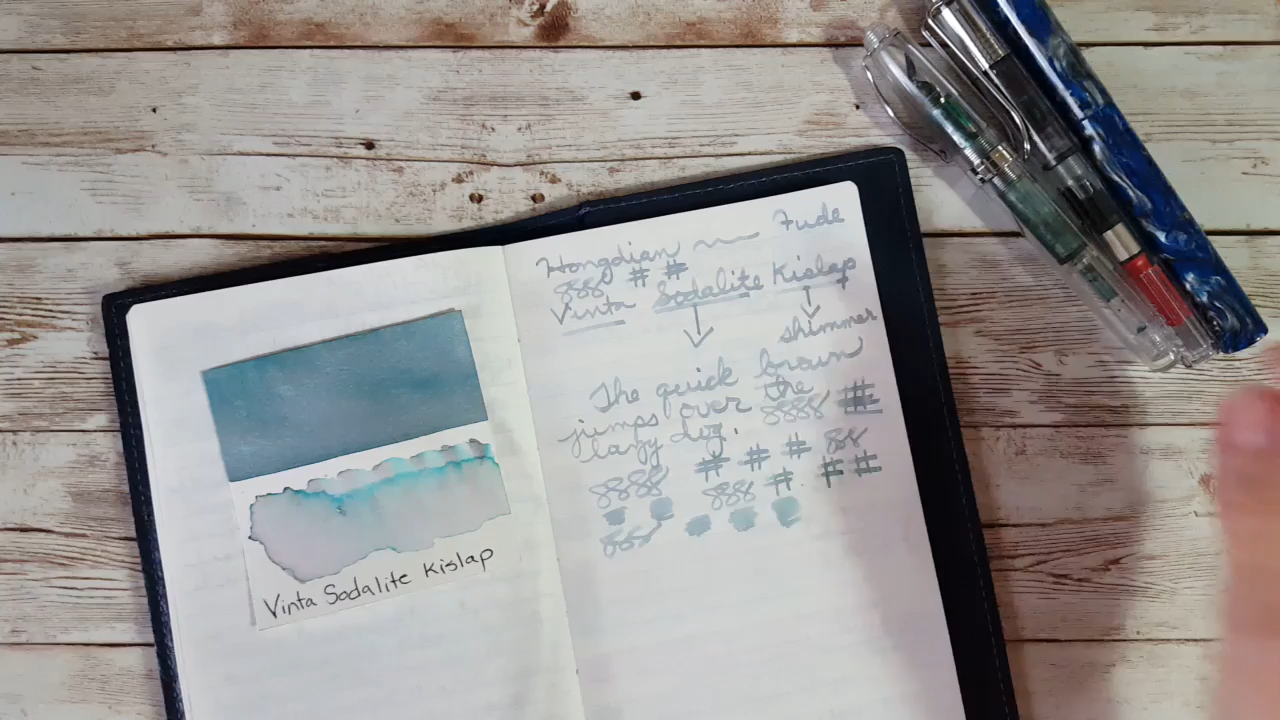 Vinta Sodalite Kislap
Hongdian ~ Fude
888 # #
Vinta Sodalite Kislap
shimmer
The quick brown
jumps over the
lazy dog. 8888 #
8888 # # # 88
888 # # #
888